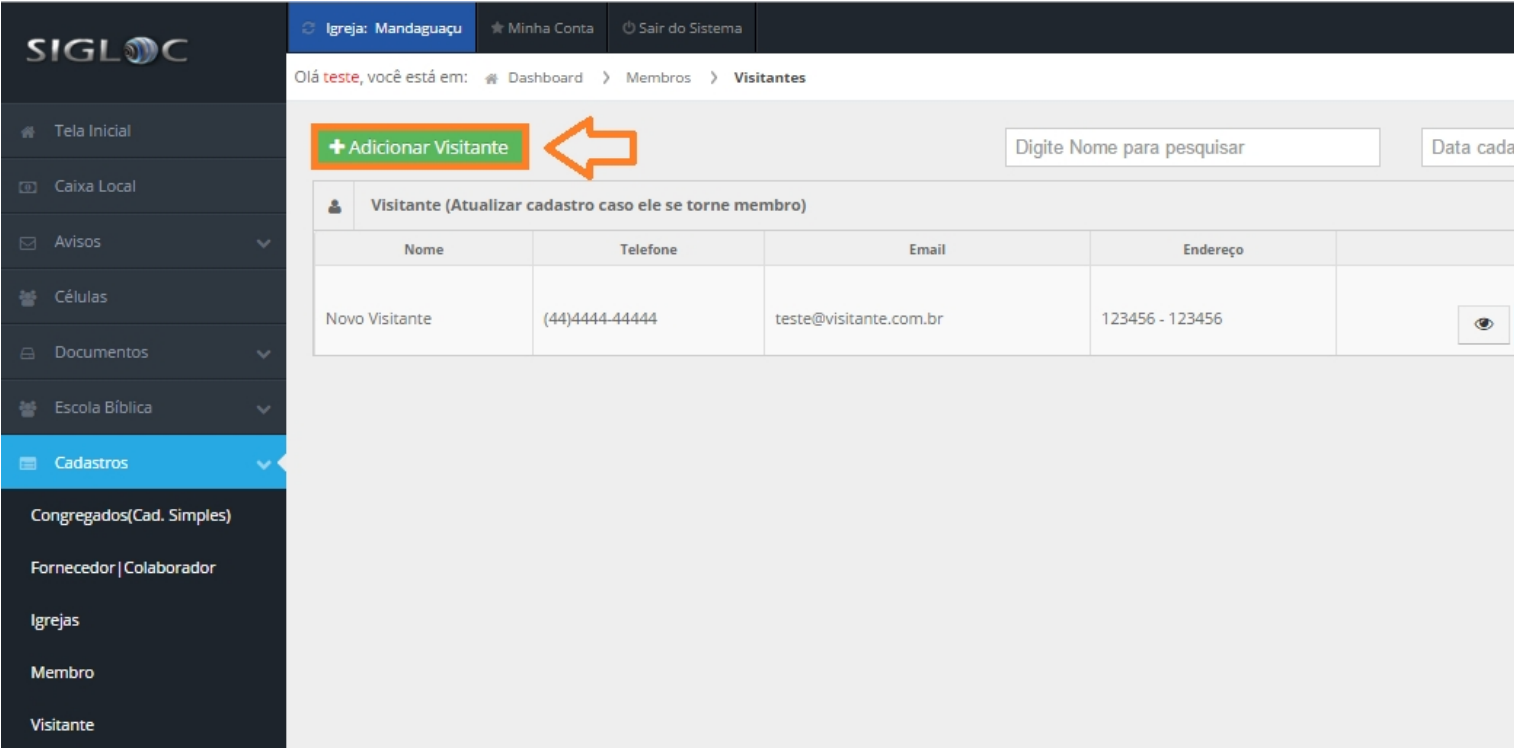 SIGLOC
Igreja: Mandaguaçu
Minha Conta
Sair do Sistema
Olá teste, você está em: Dashboard > Membros > Visitantes
Tela Inicial
Caixa Local
Avisos
Células
Documentos
Escola Bíblica
Cadastros
Congregados(Cad. Simples)
Fornecedor|Colaborador
Igrejas
Membro
Visitante
+ Adicionar Visitante
Digite Nome para pesquisar
Data cada
Visitante (Atualizar cadastro caso ele se torne membro)
Nome Telefone Email Endereço
Novo Visitante (44)4444-44444 teste@visitante.com.br 123456 - 123456